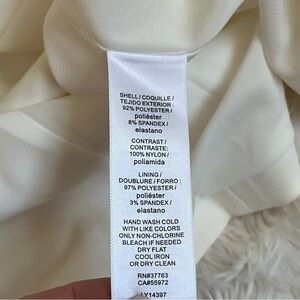 SHELL / COQUILLE /
TEJIDO EXTERIOR :
92% POLYESTER /
poliéster
8% SPANDEX /
elastano
CONTRAST /
CONTRASTE:
100% NYLON /
poliamida
LINING /
DOUBLURE / FORRO :
97% POLYESTER /
poliéster
3% SPANDEX /
elastano
HAND WASH COLD
WITH LIKE COLORS
ONLY NON-CHLORINE
BLEACH IF NEEDED
DRY FLAT
COOL IRON
OR DRY CLEAN
RN#37763
CA#55972
LY14397